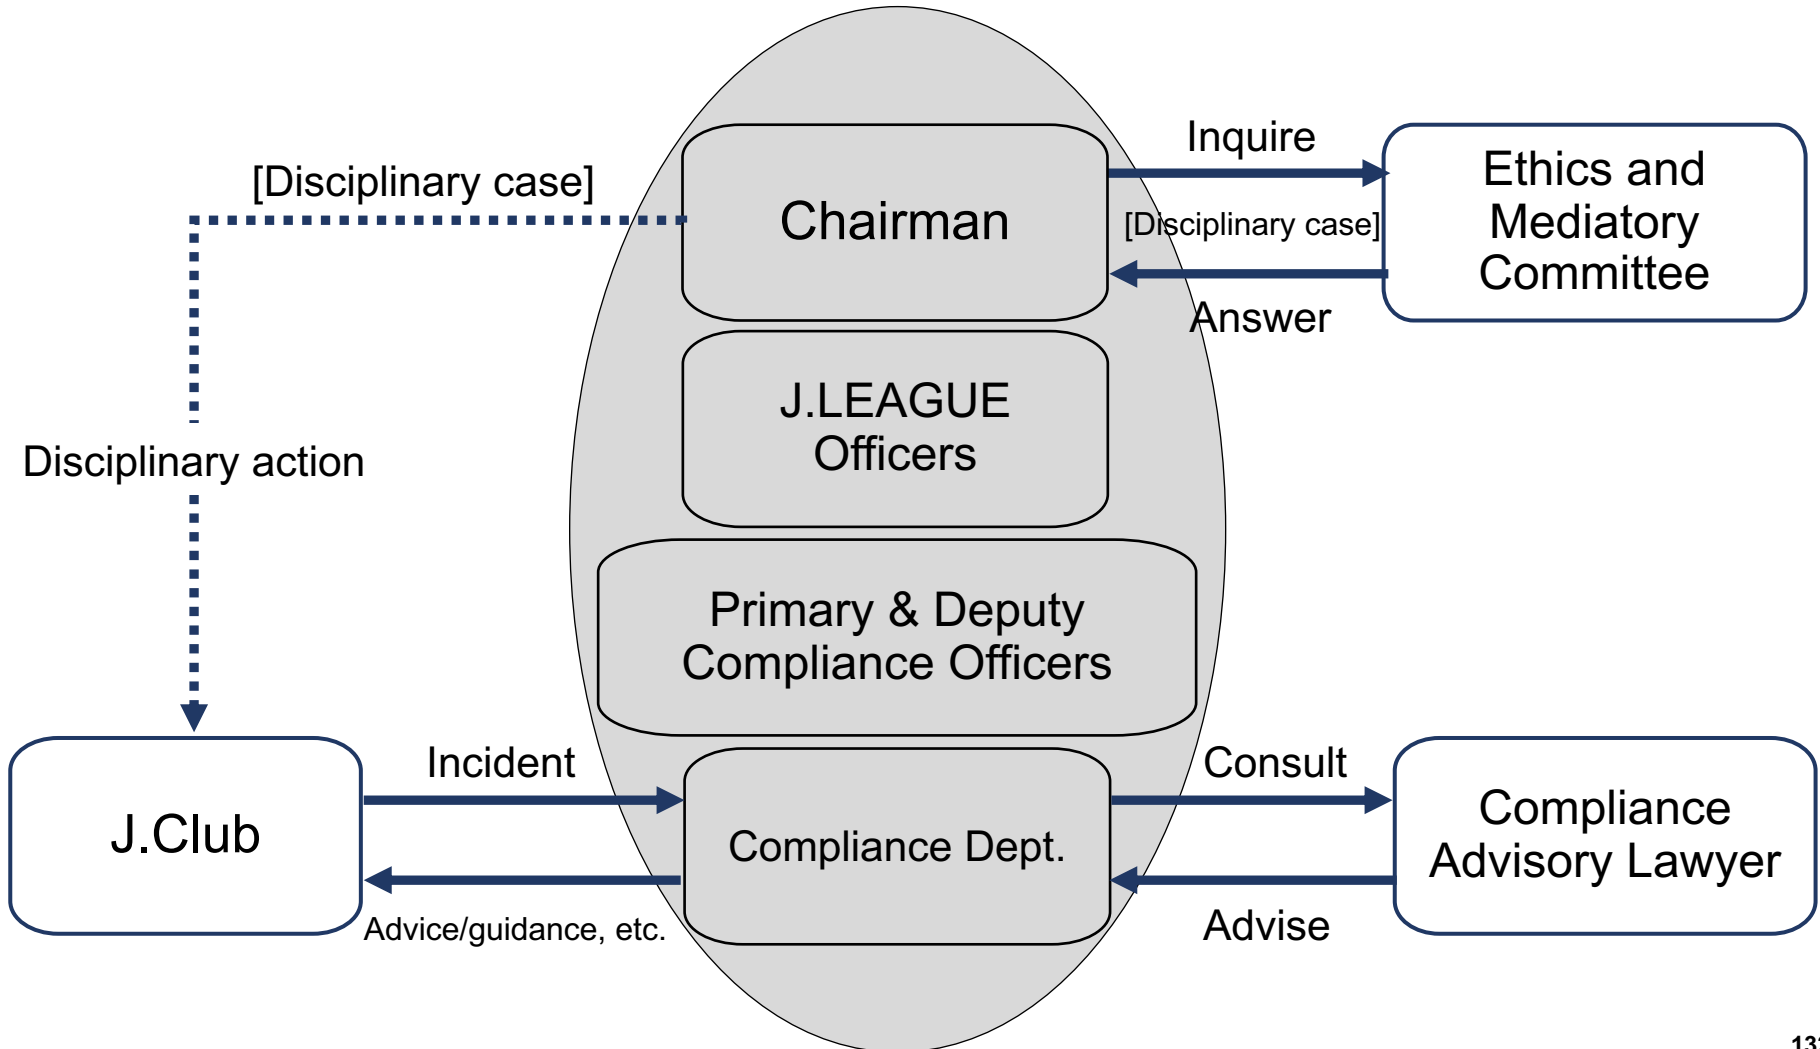 Inquire
[Disciplinary case]
Chairman
[Disciplinary case]
Ethics and
Mediatory
Committee
Answer
J.LEAGUE
Officers
Disciplinary action
Primary & Deputy
Compliance Officers
Incident
Consult
J.Club
Compliance Dept.
Compliance
Advisory Lawyer
Advice/guidance, etc.
Advise